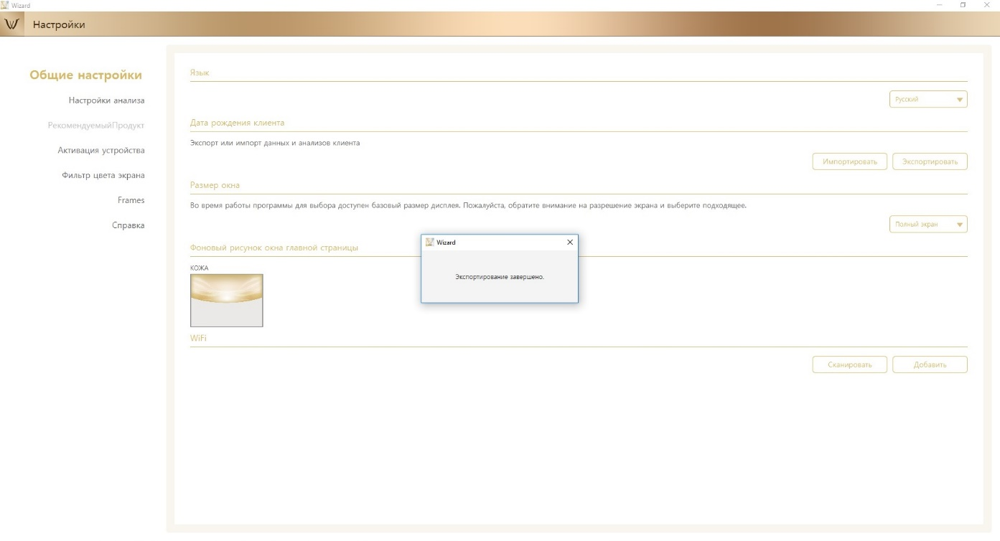 Wizard
Настройки
Общие настройки
Настройки анализа
РекомендуемыйПродукт
Активация устройства
Фильтр цвета экрана
Frames
Справка
Язык
Русский
Дата рождения клиента
Экспорт или импорт данных и анализов клиента
Импортировать
Экспортировать
Размер окна
Во время работы программы для выбора доступен базовый размер дисплея. Пожалуйста, обратите внимание на разрешение экрана и выберите подходящее.
Полный экран
Фоновый рисунок окна главной страницы
КОЖА
WiFi
Сканировать
Добавить
Wizard
Экспортирование завершено.